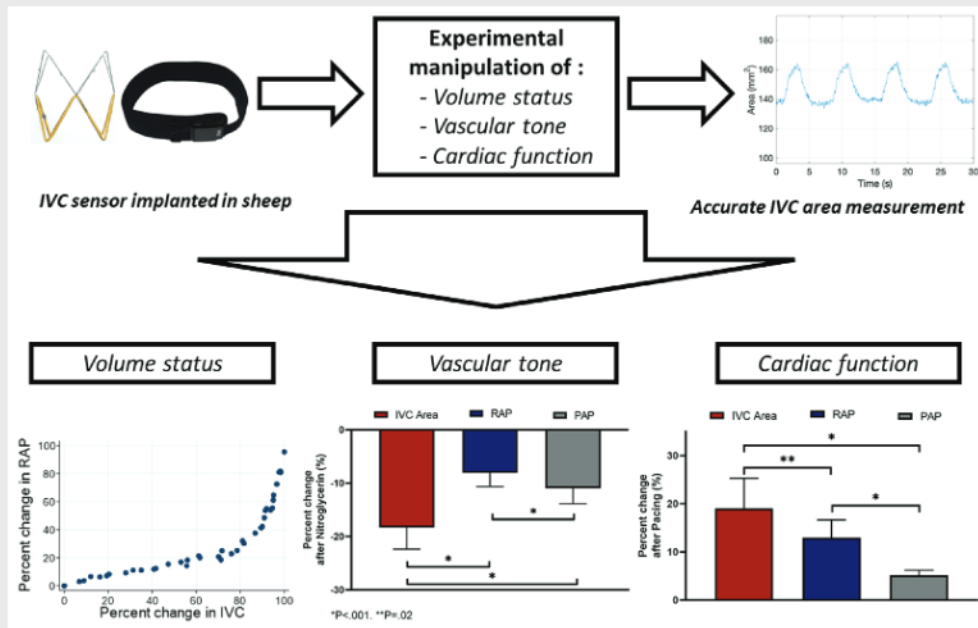 Experimental
manipulation of :
- Volume status
- Vascular tone
- Cardiac function
IVC sensor implanted in sheep
Area (mm²)
160
140
120
100
0 5 10 15 20 25 30
Time (s)
Accurate IVC area measurement
Volume status
Vascular tone
Cardiac function
Percent change in RAP
100
80
60
40
20
0
0 20 40 60 80 100
Percent change in IVC
IVC Area RAP PAP
Percent change
after Nitroglycerin (%)
0
-10
-20
-30
*
*
*
*P<.001. **P=.02
IVC Area RAP PAP
Percent change
after Pacing (%)
30
20
10
0
*
**
*